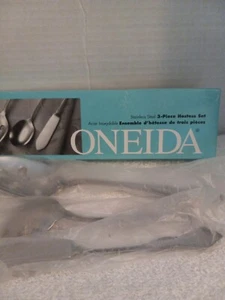 Stainless Steel 3-Piece Hostess Set
Acier Inoxydable Ensemble d'hôtesse de trois pièces
ONEIDA®